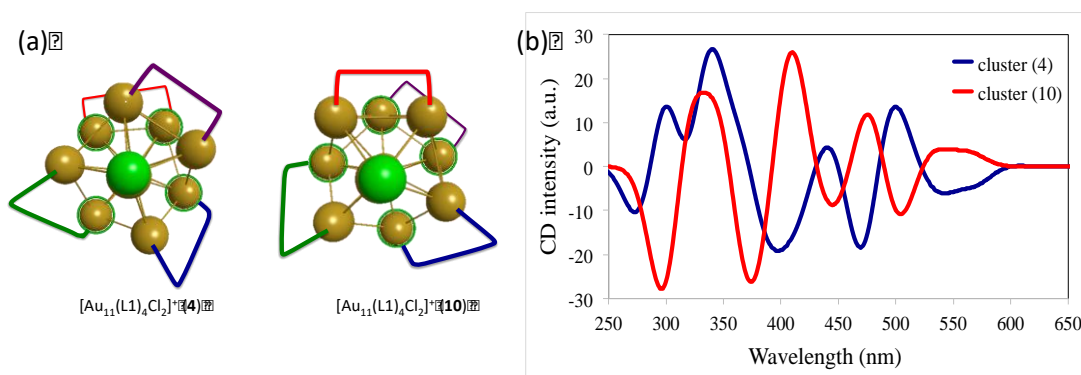 (a)⍰
[Au₁₁(L1)₄Cl₂]⁺⍰(4)⍰
[Au₁₁(L1)₄Cl₂]⁺⍰(10)⍰
(b)⍰
CD intensity (a.u.)
30
20
10
0
-10
-20
-30
cluster (4)
cluster (10)
250 300 350 400 450 500 550 600 650
Wavelength (nm)